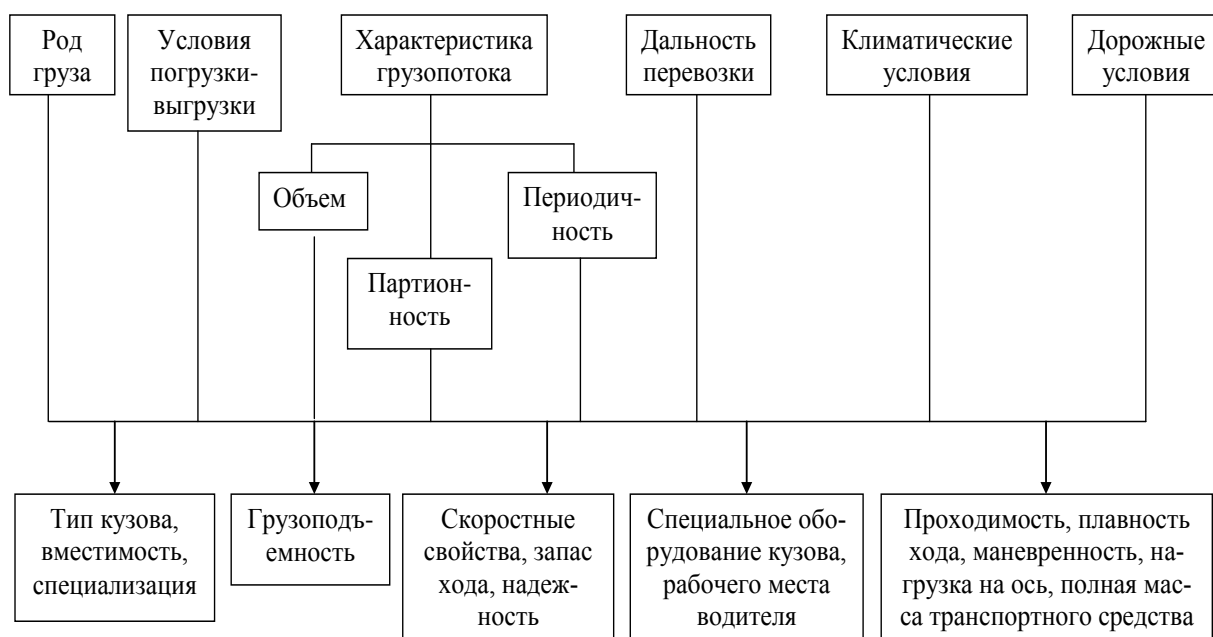 Род
груза
Условия
погрузки-
выгрузки
Характеристика
грузопотока
Дальность
перевозки
Климатические
условия
Дорожные
условия
Объем
Периодич-
ность
Партион-
ность
Тип кузова,
вместимость,
специализация
Грузоподъ-
емность
Скоростные
свойства, запас
хода, надеж-
ность
Специальное обо-
рудование кузова,
рабочего места
водителя
Проходимость, плавность
хода, маневренность, на-
грузка на ось, полная мас-
са транспортного средства